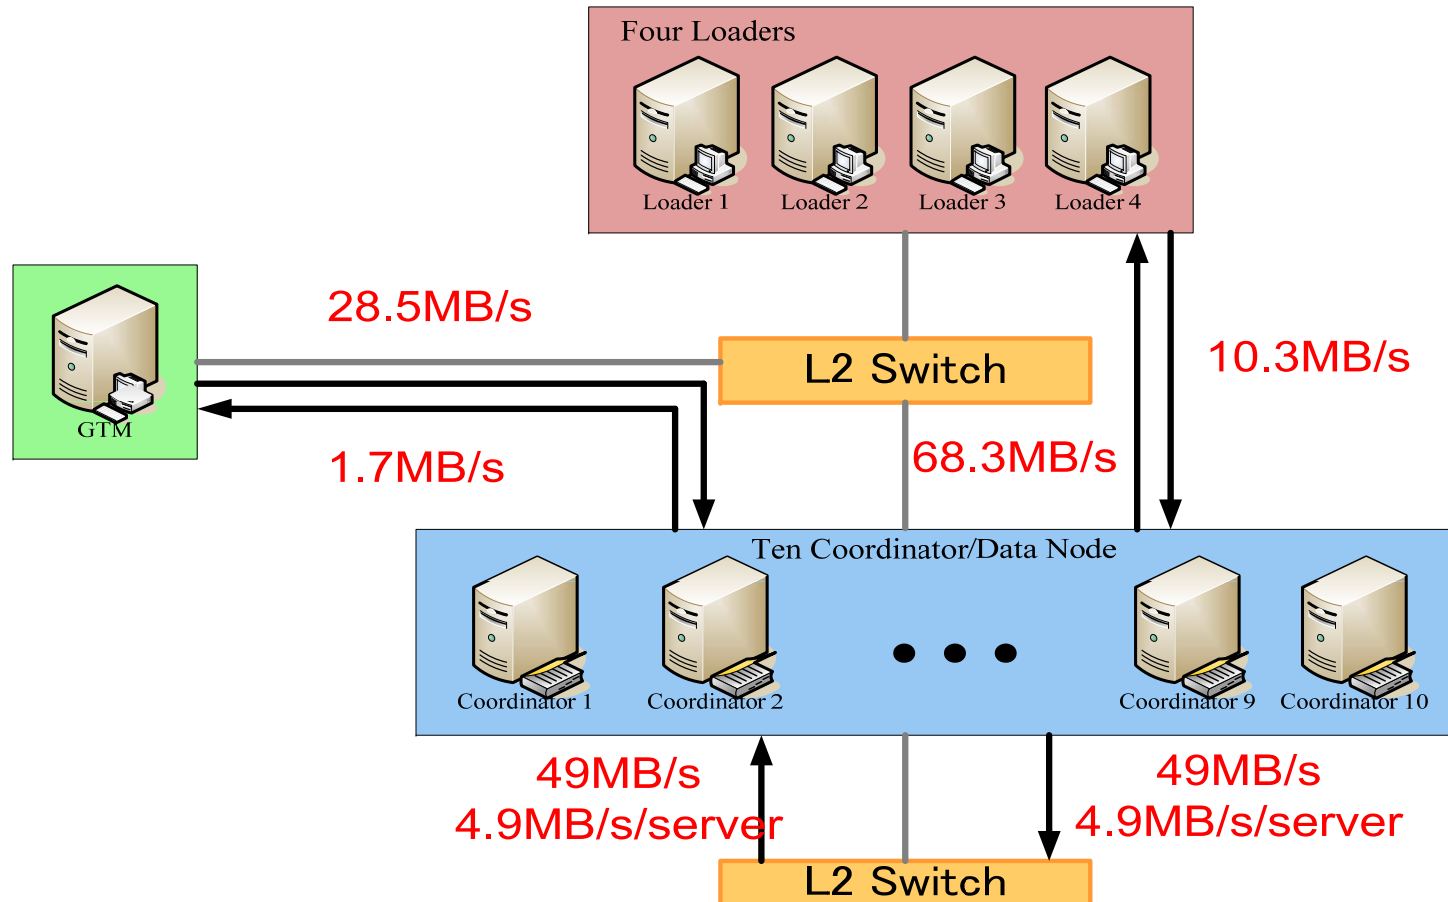 Four Loaders
Loader 1
Loader 2
Loader 3
Loader 4
28.5MB/s
L2 Switch
10.3MB/s
GTM
1.7MB/s
68.3MB/s
Ten Coordinator/Data Node
Coordinator 1
Coordinator 2
Coordinator 9
Coordinator 10
49MB/s
4.9MB/s/server
49MB/s
4.9MB/s/server
L2 Switch